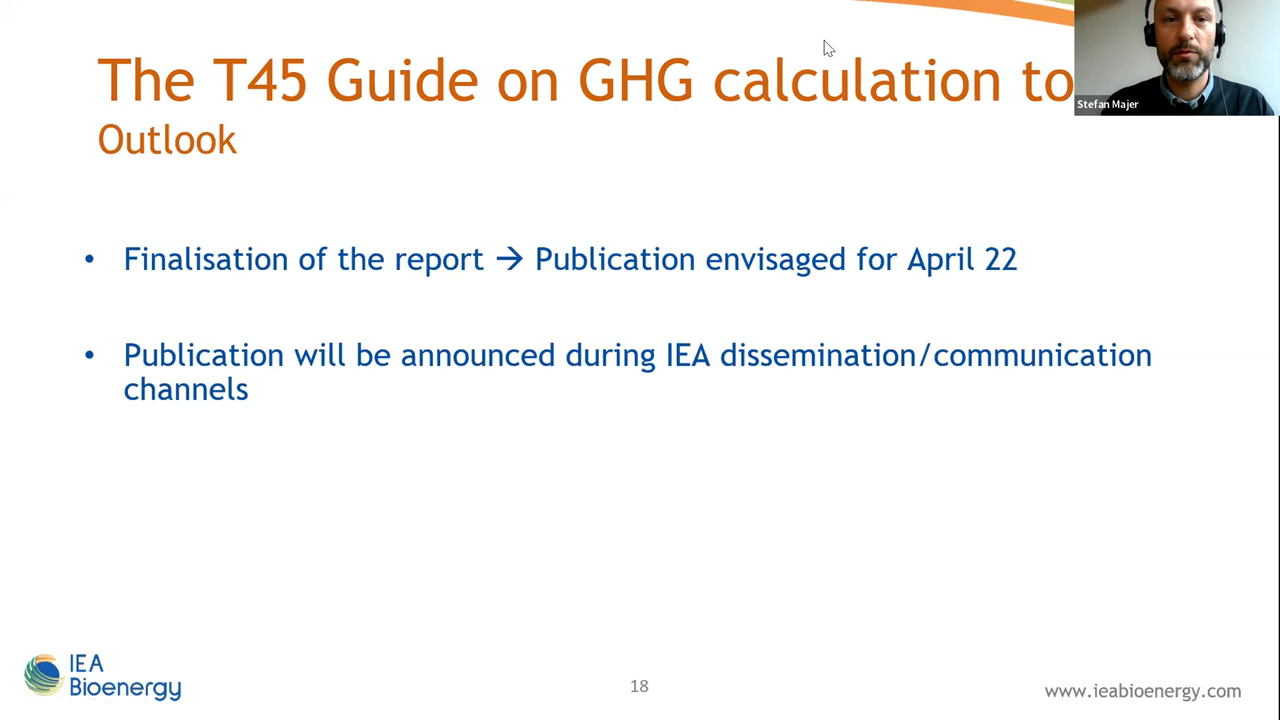 The T45 Guide on GHG calculation to
Outlook
Stefan Majer
• Finalisation of the report → Publication envisaged for April 22
• Publication will be announced during IEA dissemination/communication
channels
IEA
Bioenergy
18
www.ieabioenergy.com